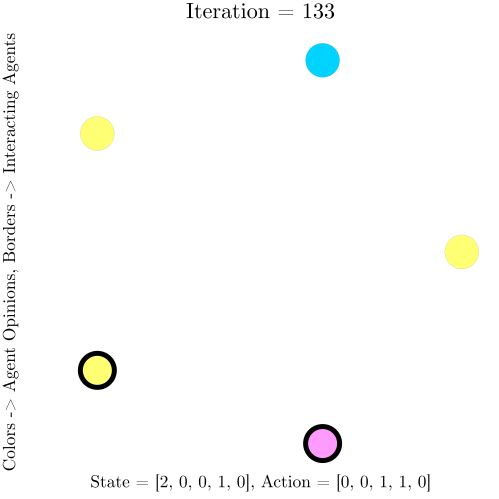 Iteration = 133
Colors -> Agent Opinions, Borders -> Interacting Agents
State = [2, 0, 0, 1, 0], Action = [0, 0, 1, 1, 0]